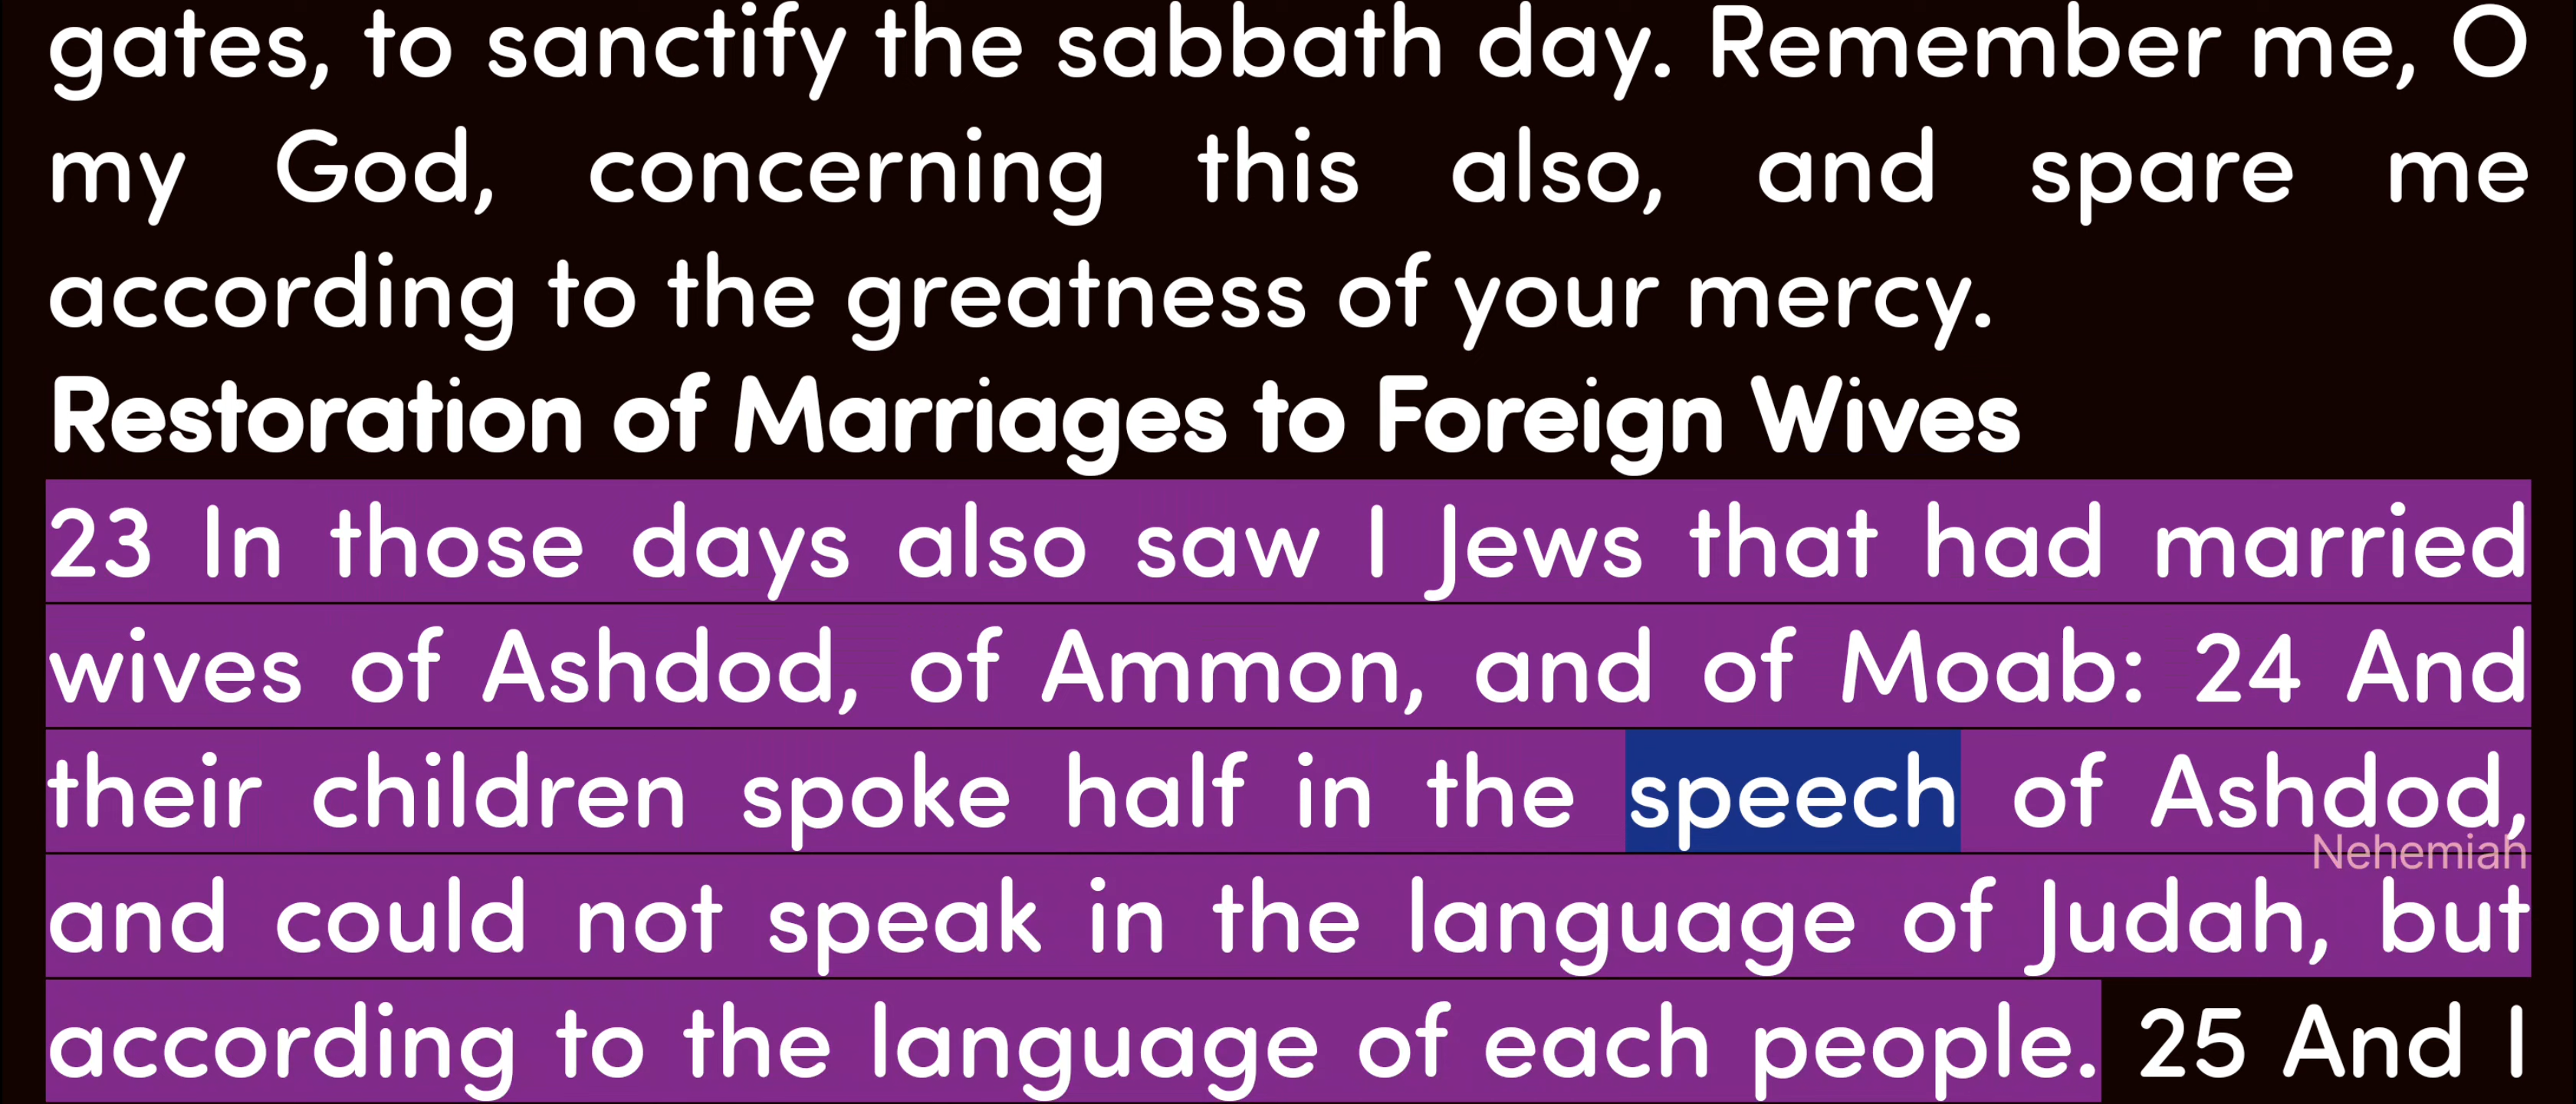 gates, to sanctify the sabbath day. Remember me, O
my God, concerning this also, and spare me
according to the greatness of your mercy.
Restoration of Marriages to Foreign Wives
23 In those days also saw I Jews that had married
wives of Ashdod, of Ammon, and of Moab: 24 And
their children spoke half in the speech of Ashdod,
Nehemiah
and could not speak in the language of Judah, but
according to the language of each people. 25 And I